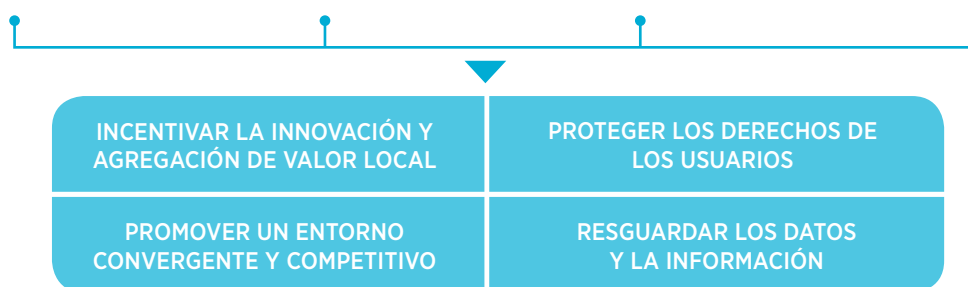 INCENTIVAR LA INNOVACIÓN Y
AGREGACIÓN DE VALOR LOCAL
PROTEGER LOS DERECHOS DE
LOS USUARIOS
PROMOVER UN ENTORNO
CONVERGENTE Y COMPETITIVO
RESGUARDAR LOS DATOS
Y LA INFORMACIÓN